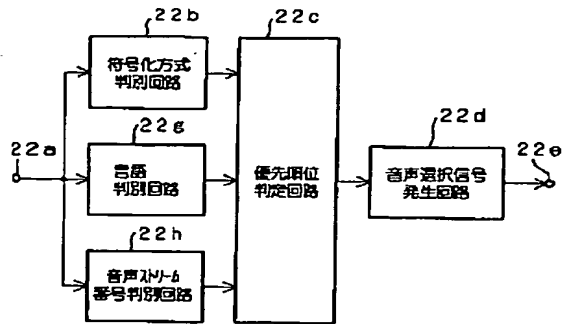 22b
符号化方式
判別回路
22c
22g
22a
言語
判別回路
優先順位
判定回路
22d
22e
音声選択信号
発生回路
22h
音声ストリーム
番号判別回路